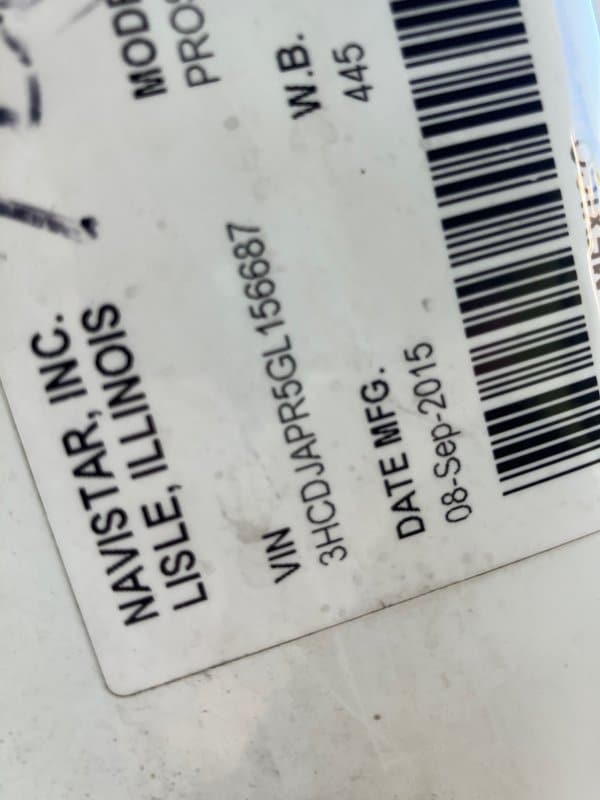 NAVISTAR, INC.
LISLE, ILLINOIS
VIN
3HCDJAPR5GL156687
W.B.
445
DATE MFG.
08-Sep-2015